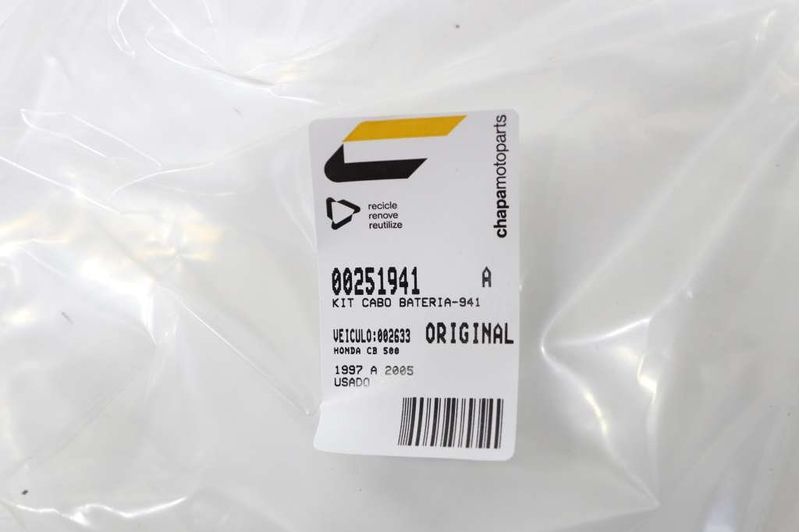 chapamotoparts
recicle
renove
reutilize
00251941 A
KIT CABO BATERIA-941
VEICULO:002633 ORIGINAL
HONDA CB 500
1997 A 2005
USADO